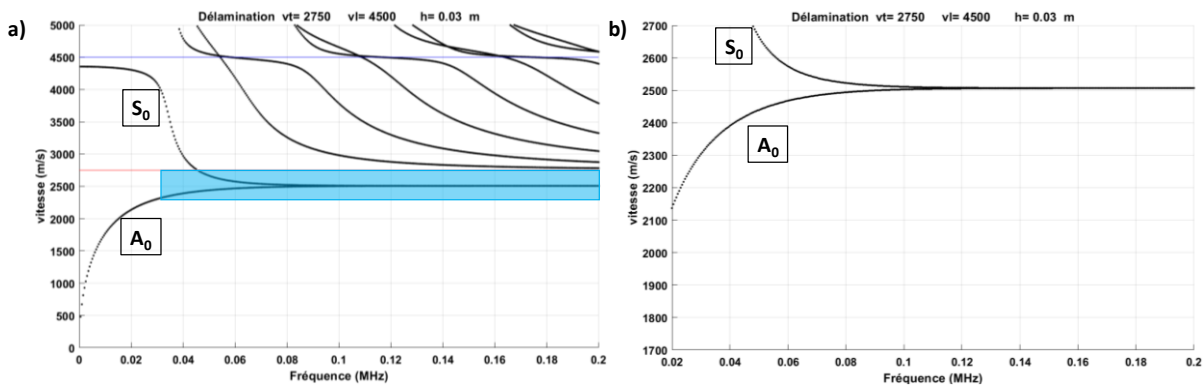 a)
Délamination vt= 2750 vl= 4500 h= 0.03 m
vitesse (m/s)
5000
4500
4000
3500
3000
2500
2000
1500
1000
500
0
S0
A0
0 0.02 0.04 0.06 0.08 0.1 0.12 0.14 0.16 0.18 0.2
Fréquence (MHz)
b)
Délamination vt= 2750 vl= 4500 h= 0.03 m
vitesse (m/s)
2700
2600
2500
2400
2300
2200
2100
2000
1900
1800
1700
S0
A0
0.02 0.04 0.06 0.08 0.1 0.12 0.14 0.16 0.18 0.2
Fréquence (MHz)